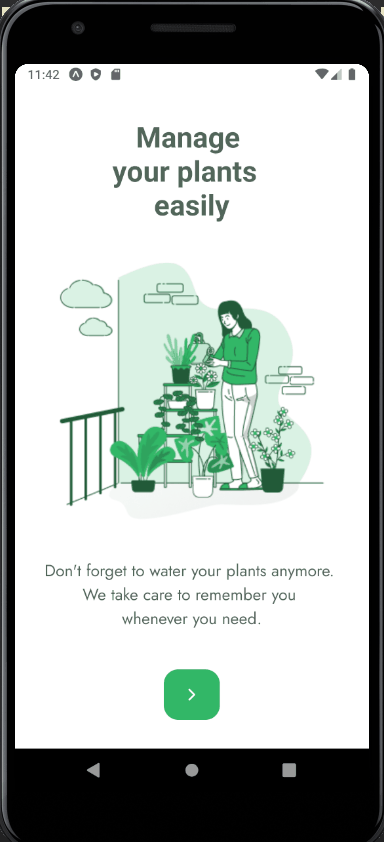 11:42
Manage
your plants
easily
Don't forget to water your plants anymore.
We take care to remember you
whenever you need.